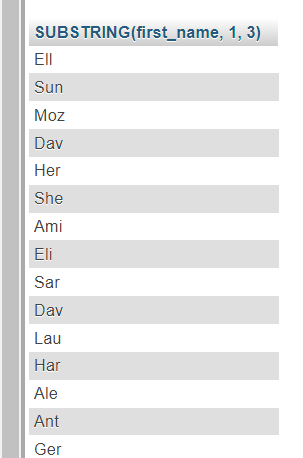 SUBSTRING(first_name, 1, 3)
Ell
Sun
Moz
Dav
Her
She
Ami
Eli
Sar
Dav
Lau
Har
Ale
Ant
Ger